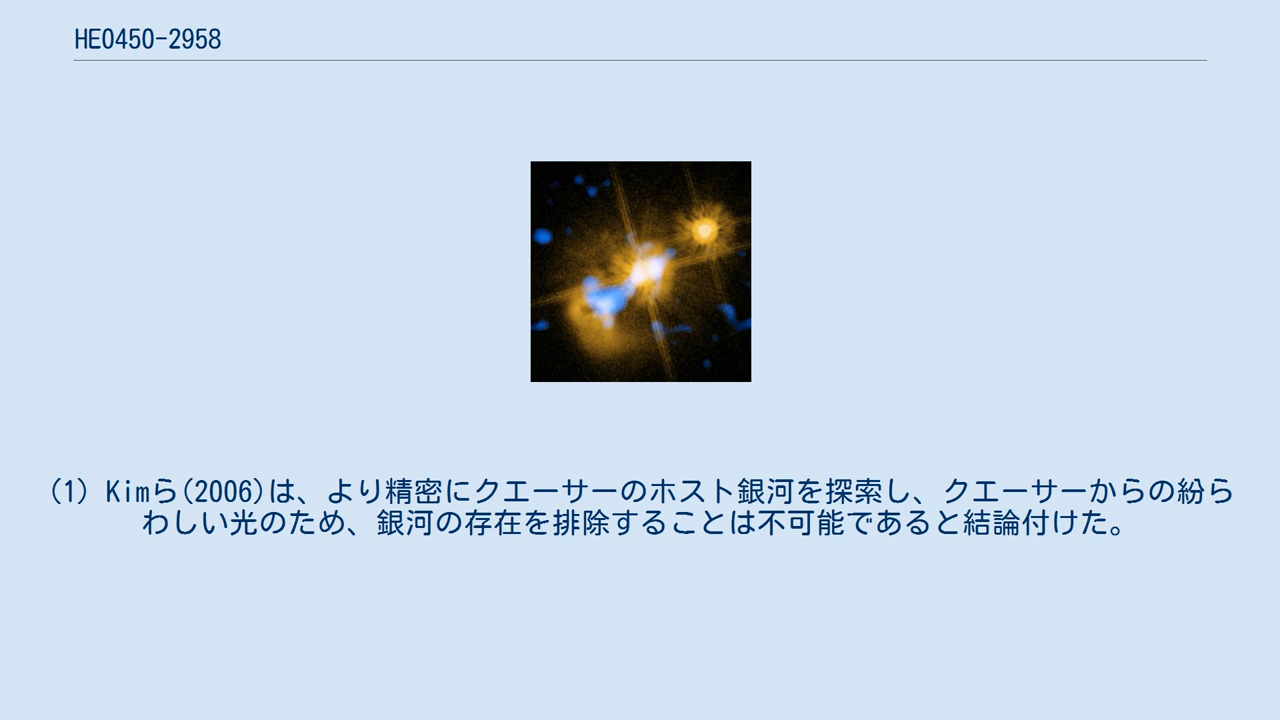 HE0450-2958
(1) Kimら(2006)は、より精密にクエーサーのホスト銀河を探索し、クエーサーからの紛ら
わしい光のため、銀河の存在を排除することは不可能であると結論付けた。